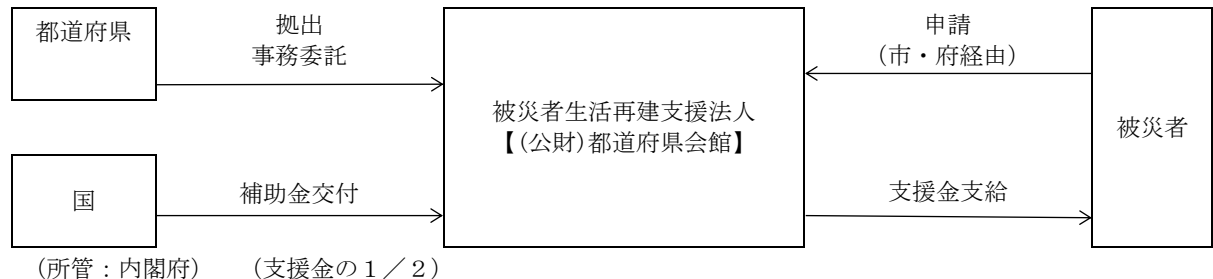 都道府県
拠出
事務委託
申請
(市・府経由)
被災者生活再建支援法人
【(公財)都道府県会館】
被災者
国
補助金交付
支援金支給
(所管:内閣府)
(支援金の1/2)